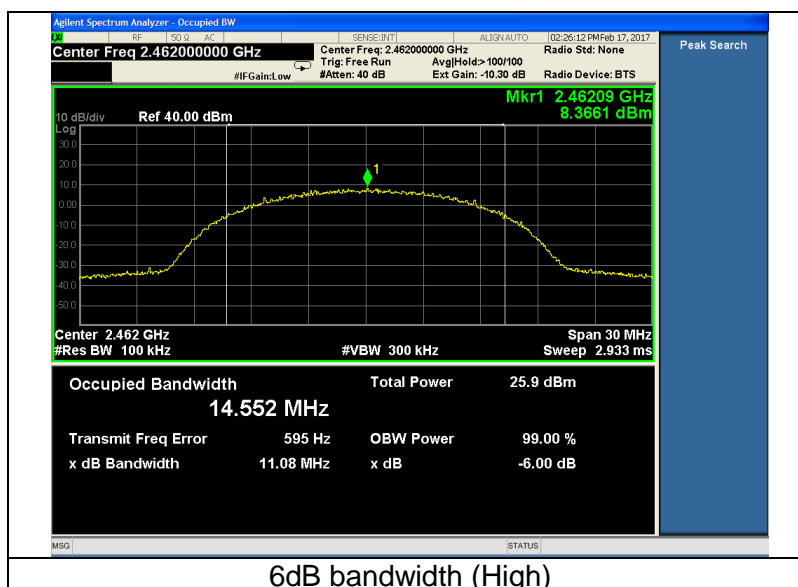 Agilent Spectrum Analyzer - Occupied BW
LXI RF 50 Ω AC SENSE:INT ALIGN AUTO 02:26:12 PM Feb 17, 2017
Center Freq 2.462000000 GHz Center Freq: 2.462000000 GHz Radio Std: None Peak Search
Trig: Free Run Avg|Hold:> 100/100
#IFGain:Low #Atten: 40 dB Ext Gain: -10.30 dB Radio Device: BTS
Mkr1 2.46209 GHz
10 dB/div Ref 40.00 dBm 8.3661 dBm
Log
30.0
20.0
1
10.0
0.00
-10.0
-20.0
-30.0
-40.0
-50.0
Center 2.462 GHz Span 30 MHz
#Res BW 100 kHz #VBW 300 kHz Sweep 2.933 ms
Occupied Bandwidth Total Power 25.9 dBm
14.552 MHz
Transmit Freq Error 595 Hz OBW Power 99.00 %
x dB Bandwidth 11.08 MHz x dB -6.00 dB
MSG STATUS
6dB bandwidth (High)